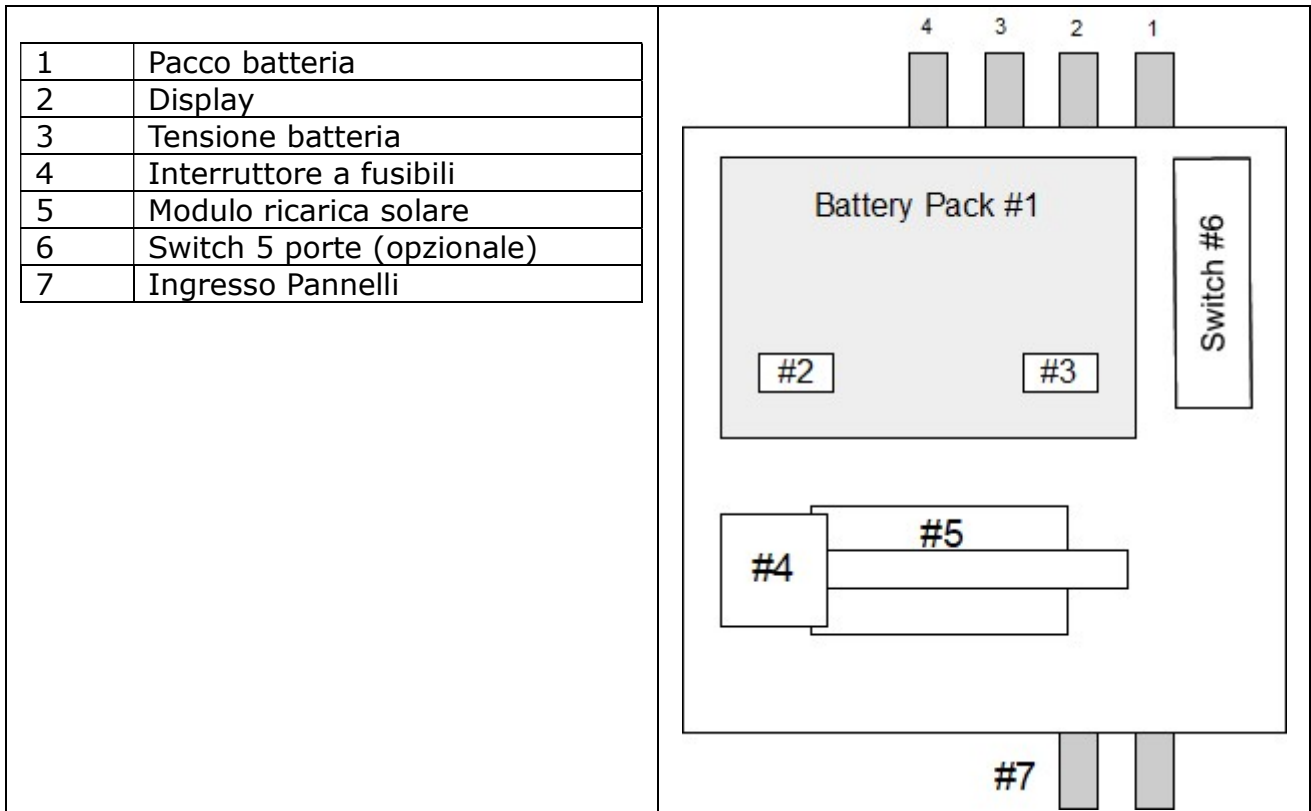 1 Pacco batteria
2 Display
3 Tensione batteria
4 Interruttore a fusibili
5 Modulo ricarica solare
6 Switch 5 porte (opzionale)
7 Ingresso Pannelli
4 3 2 1
Battery Pack #1
Switch #6
#2 #3
#5
#4
#7